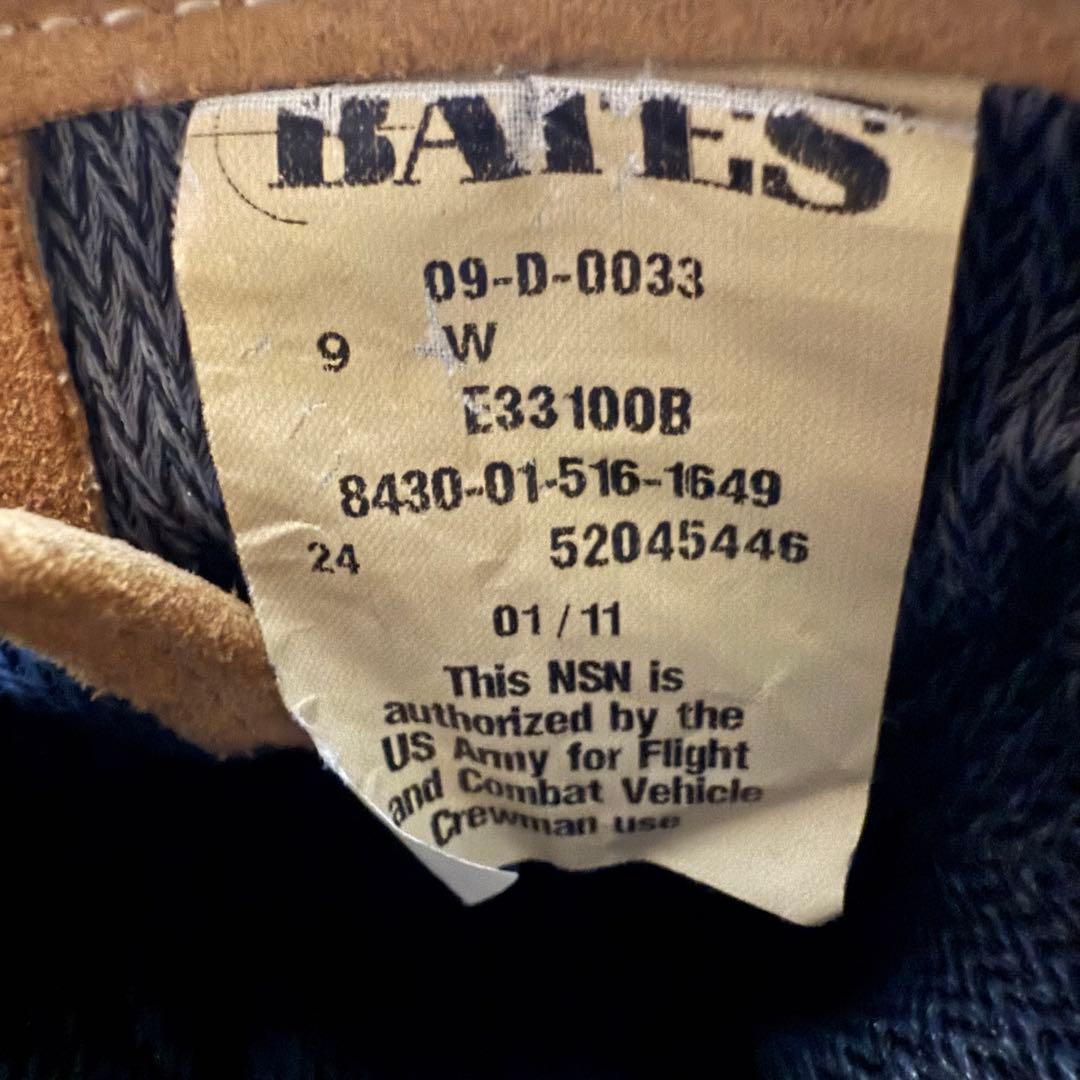 BATES
09-D-0033
9 W
E33100B
8430-01-516-1649
24 52045446
01/11
This NSN is
authorized by the
US Army for Flight
and Combat Vehicle
Crewman use